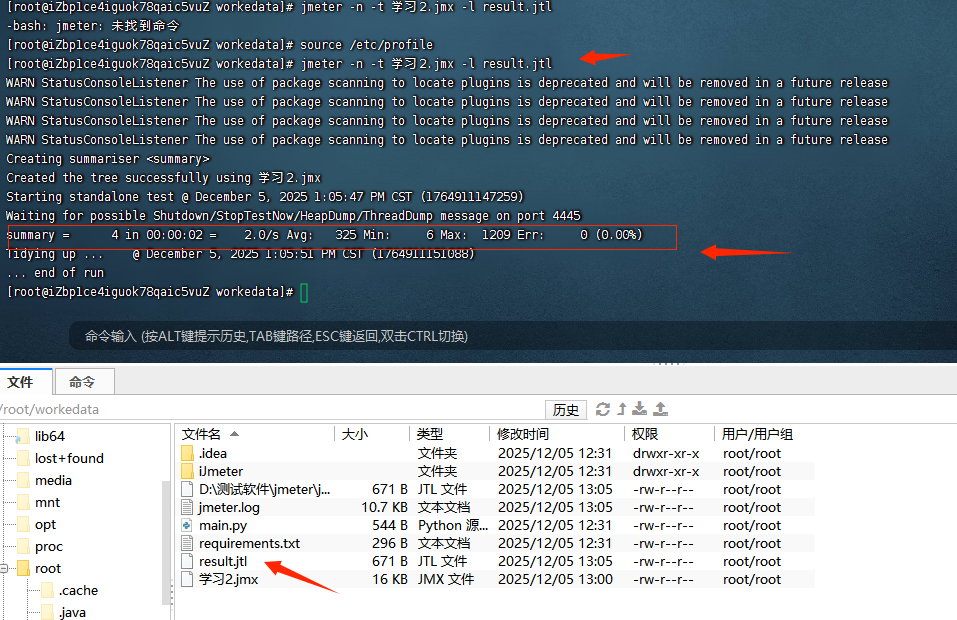 [root@iZbp1ce4iguok78qaic5vuZ workedata]# jmeter -n -t 学习2.jmx -l result.jtl
-bash: jmeter: 未找到命令
[root@iZbp1ce4iguok78qaic5vuZ workedata]# source /etc/profile
[root@iZbp1ce4iguok78qaic5vuZ workedata]# jmeter -n -t 学习2.jmx -l result.jtl
WARN StatusConsoleListener The use of package scanning to locate plugins is deprecated and will be removed in a future release
WARN StatusConsoleListener The use of package scanning to locate plugins is deprecated and will be removed in a future release
WARN StatusConsoleListener The use of package scanning to locate plugins is deprecated and will be removed in a future release
WARN StatusConsoleListener The use of package scanning to locate plugins is deprecated and will be removed in a future release
Creating summariser <summary>
Created the tree successfully using 学习2.jmx
Starting standalone test @ December 5, 2025 1:05:47 PM CST (1764911147259)
Waiting for possible Shutdown/StopTestNow/HeapDump/ThreadDump message on port 4445
summary =      4 in 00:00:02 =    2.0/s Avg:   325 Min:     6 Max:  1209 Err:     0 (0.00%)
Tidying up ...    @ December 5, 2025 1:05:51 PM CST (1764911151088)
... end of run
[root@iZbp1ce4iguok78qaic5vuZ workedata]#
命令输入 (按ALT键提示历史,TAB键路径,ESC键返回,双击CTRL切换)
文件 命令
/root/workedata 历史
lib64
lost+found
media
mnt
opt
proc
root
.cache
.java
文件名 大小 类型 修改时间 权限 用户/用户组
.idea 文件夹 2025/12/05 12:31 drwxr-xr-x root/root
iJmeter 文件夹 2025/12/05 12:31 drwxr-xr-x root/root
D:\测试软件\jmeter\j... 671 B JTL 文件 2025/12/05 13:05 -rw-r--r-- root/root
jmeter.log 10.7 KB 文本文档 2025/12/05 13:05 -rw-r--r-- root/root
main.py 544 B Python 源... 2025/12/05 12:31 -rw-r--r-- root/root
requirements.txt 296 B 文本文档 2025/12/05 12:31 -rw-r--r-- root/root
result.jtl 671 B JTL 文件 2025/12/05 13:05 -rw-r--r-- root/root
学习2.jmx 16 KB JMX 文件 2025/12/05 13:00 -rw-r--r-- root/root